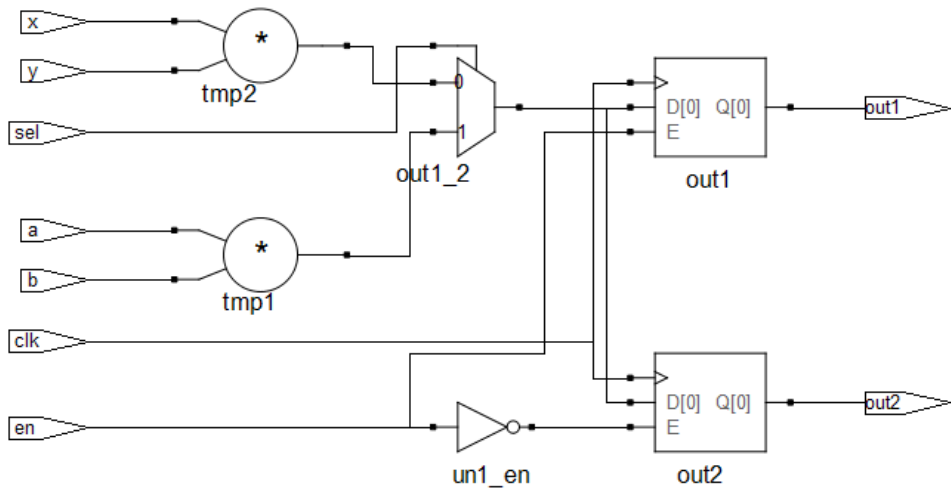 x
*
y
tmp2
sel
0
1
out1_2
D[0] Q[0]
E
out1
out1
a
*
b
tmp1
clk
en
un1_en
D[0] Q[0]
E
out2
out2